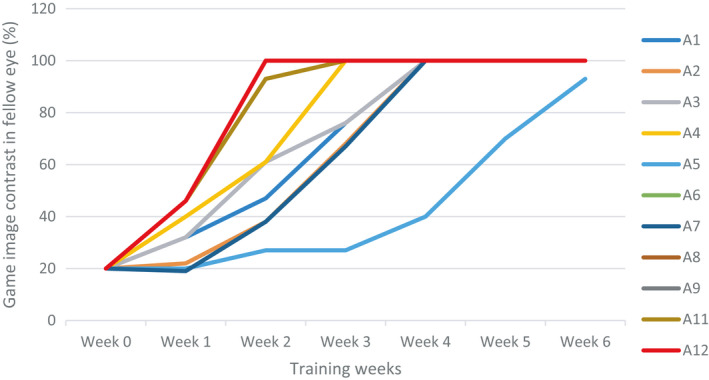 Game image contrast in fellow eye (%)
120
100
80
60
40
20
0
Week 0 Week 1 Week 2 Week 3 Week 4 Week 5 Week 6
Training weeks
A1
A2
A3
A4
A5
A6
A7
A8
A9
A11
A12